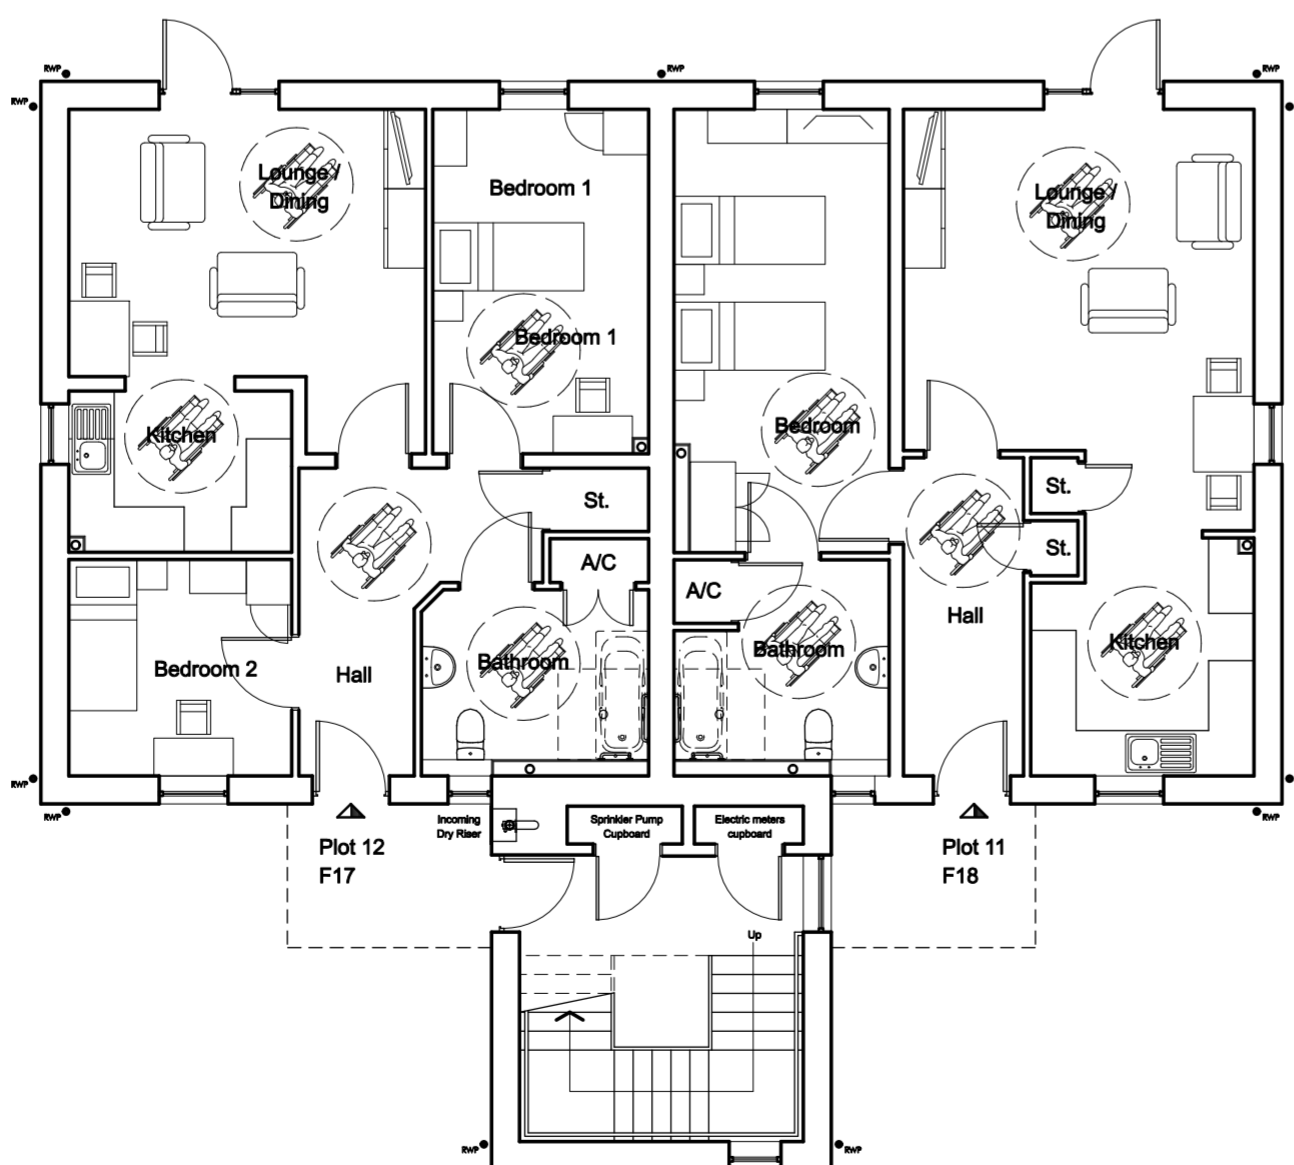 RWP
RWP
RWP
RWP
Lounge /
Dining
Bedroom 1
Lounge /
Dining
Bedroom 1
Kitchen
Bedroom
St.
St.
St.
A/C
A/C
Hall
Bedroom 2
Hall
Bathroom
Bathroom
Kitchen
RWP
RWP
RWP
Incoming
Dry Riser
Sprinkler Pump
Cupboard
Electric meters
cupboard
Plot 12
F17
Plot 11
F18
Up
RWP
RWP